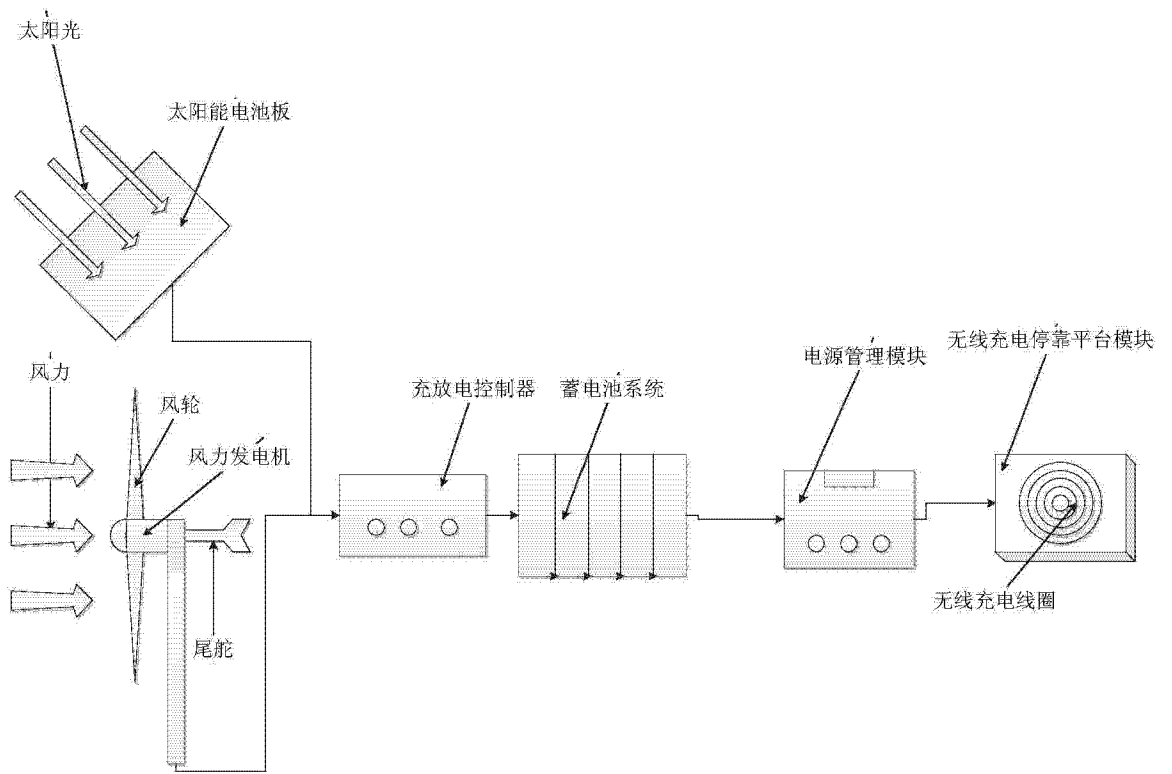 太阳光
太阳能电池板
风力
风轮
风力发电机
尾舵
充放电控制器
蓄电池系统
电源管理模块
无线充电停靠平台模块
无线充电线圈